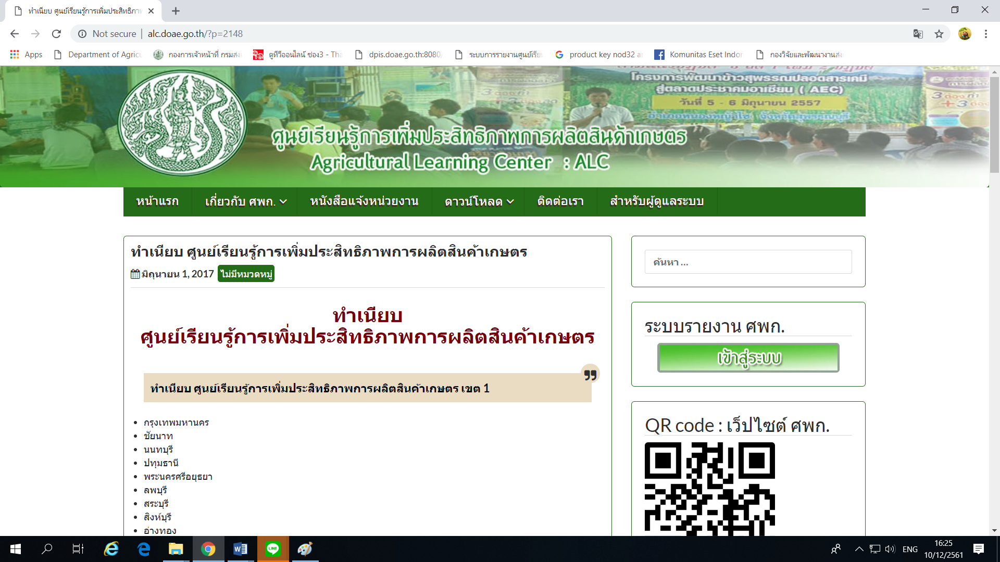 ทำเนียบ ศูนย์เรียนรู้การเพิ่มประสิทธิภา
Not secure
alc.doae.go.th/?p=2148
Apps
Department of Agricu
กองการเจ้าหน้าที่ กรมส่งเ
ดูทีวีออนไลน์ ช่อง3 - Tha
dpis.doae.go.th:8080/
ระบบการรายงานศูนย์เรีย
product key nod32 a
Komunitas Eset Indon
กองวิจัยและพัฒนางานส่ง
โครงการพัฒนาข้าวสุพรรณปลอดสารเคมี
สู่ตลาดประชาคมอาเซียน ( AEC)
วันที่ 5 - 6 มิถุนายน 2557
อำเภอหนองหญ้าไซ จังหวัดสุพรรณบุรี
ศูนย์เรียนรู้การเพิ่มประสิทธิภาพการผลิตสินค้าเกษตร
Agricultural Learning Center : ALC
หน้าแรก
เกี่ยวกับ ศพก.
หนังสือแจ้งหน่วยงาน
ดาวน์โหลด
ติดต่อเรา
สำหรับผู้ดูแลระบบ
ทำเนียบ ศูนย์เรียนรู้การเพิ่มประสิทธิภาพการผลิตสินค้าเกษตร
มิถุนายน 1, 2017 ไม่มีหมวดหมู่
ทำเนียบ
ศูนย์เรียนรู้การเพิ่มประสิทธิภาพการผลิตสินค้าเกษตร
ทำเนียบ ศูนย์เรียนรู้การเพิ่มประสิทธิภาพการผลิตสินค้าเกษตร เขต 1
กรุงเทพมหานคร
ชัยนาท
นนทบุรี
ปทุมธานี
พระนครศรีอยุธยา
ลพบุรี
สระบุรี
สิงห์บุรี
อ่างทอง
ค้นหา ...
ระบบรายงาน ศพก.
เข้าสู่ระบบ
QR code : เว็ปไซต์ ศพก.
ENG
16:25
10/12/2561